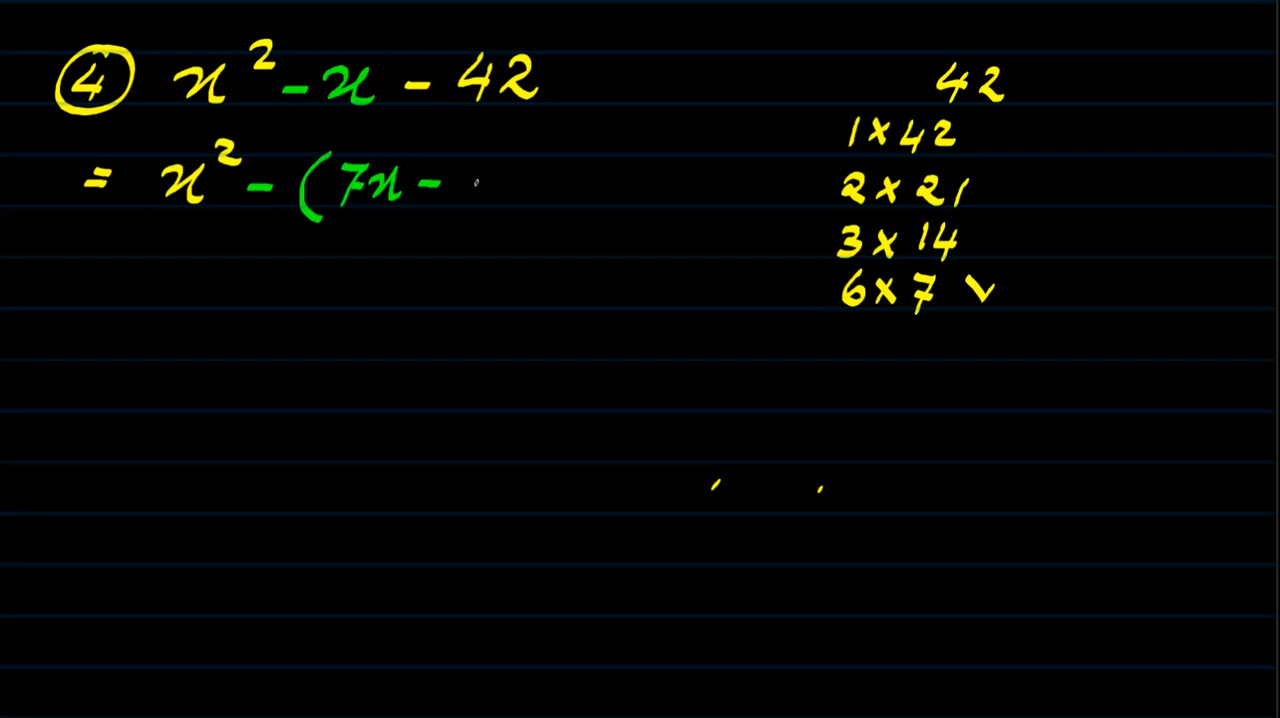 ④ x² - x - 42
= x² - (7x -
42
1 x 42
2 x 21
3 x 14
6 x 7 ✓